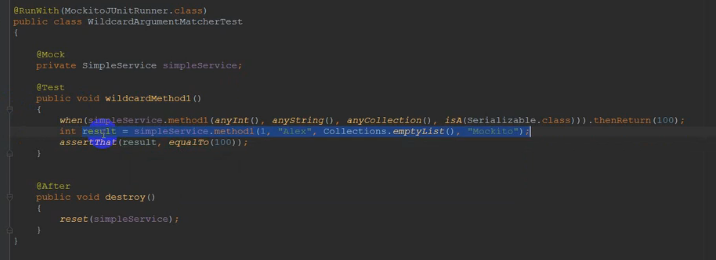 @RunWith(MockitoJUnitRunner.class)
public class WildcardArgumentMatcherTest
{
@Mock
private SimpleService simpleService;
@Test
public void wildcardMethod1()
{
when(simpleService.method1(anyInt(), anyString(), anyCollection(), isA(Serializable.class))).thenReturn(100);
int result = simpleService.method1(1, "Alex", Collections.emptyList(), "Mockito");
assertThat(result, equalTo(100));
}
@After
public void destroy()
{
reset(simpleService);
}
}